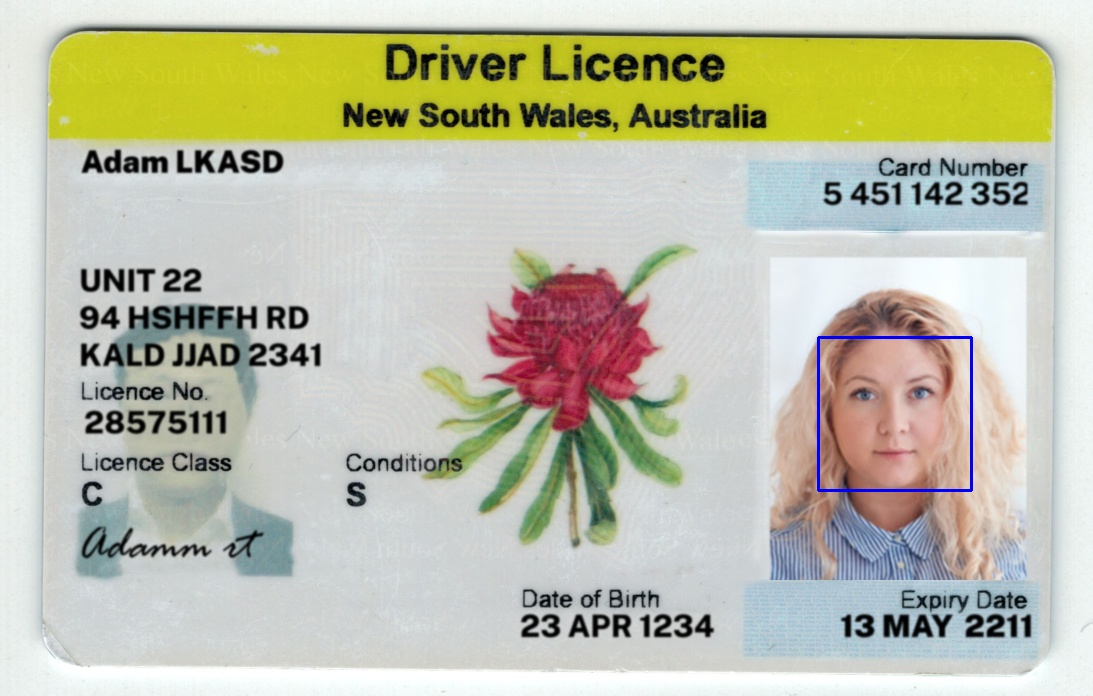 Driver Licence
New South Wales, Australia
Adam LKASD
Card Number
5 451 142 352
UNIT 22
94 HSHFFH RD
KALD JJAD 2341
Licence No.
28575111
Licence Class
Conditions
C
S
Adamm rt
Date of Birth
23 APR 1234
Expiry Date
13 MAY 2211